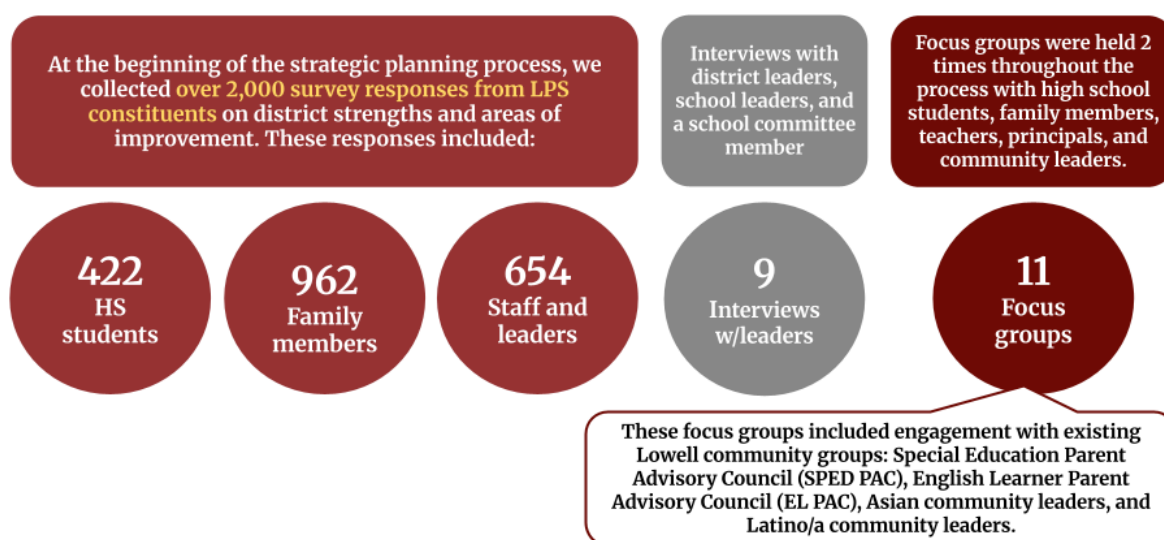 At the beginning of the strategic planning process, we
collected over 2,000 survey responses from LPS
constituents on district strengths and areas of
improvement. These responses included:
Interviews with
district leaders,
school leaders, and
a school committee
member
Focus groups were held 2
times throughout the
process with high school
students, family members,
teachers, principals, and
community leaders.
422
HS
students
962
Family
members
654
Staff and
leaders
9
Interviews
w/leaders
11
Focus
groups
These focus groups included engagement with existing
Lowell community groups: Special Education Parent
Advisory Council (SPED PAC), English Learner Parent
Advisory Council (EL PAC), Asian community leaders, and
Latino/a community leaders.